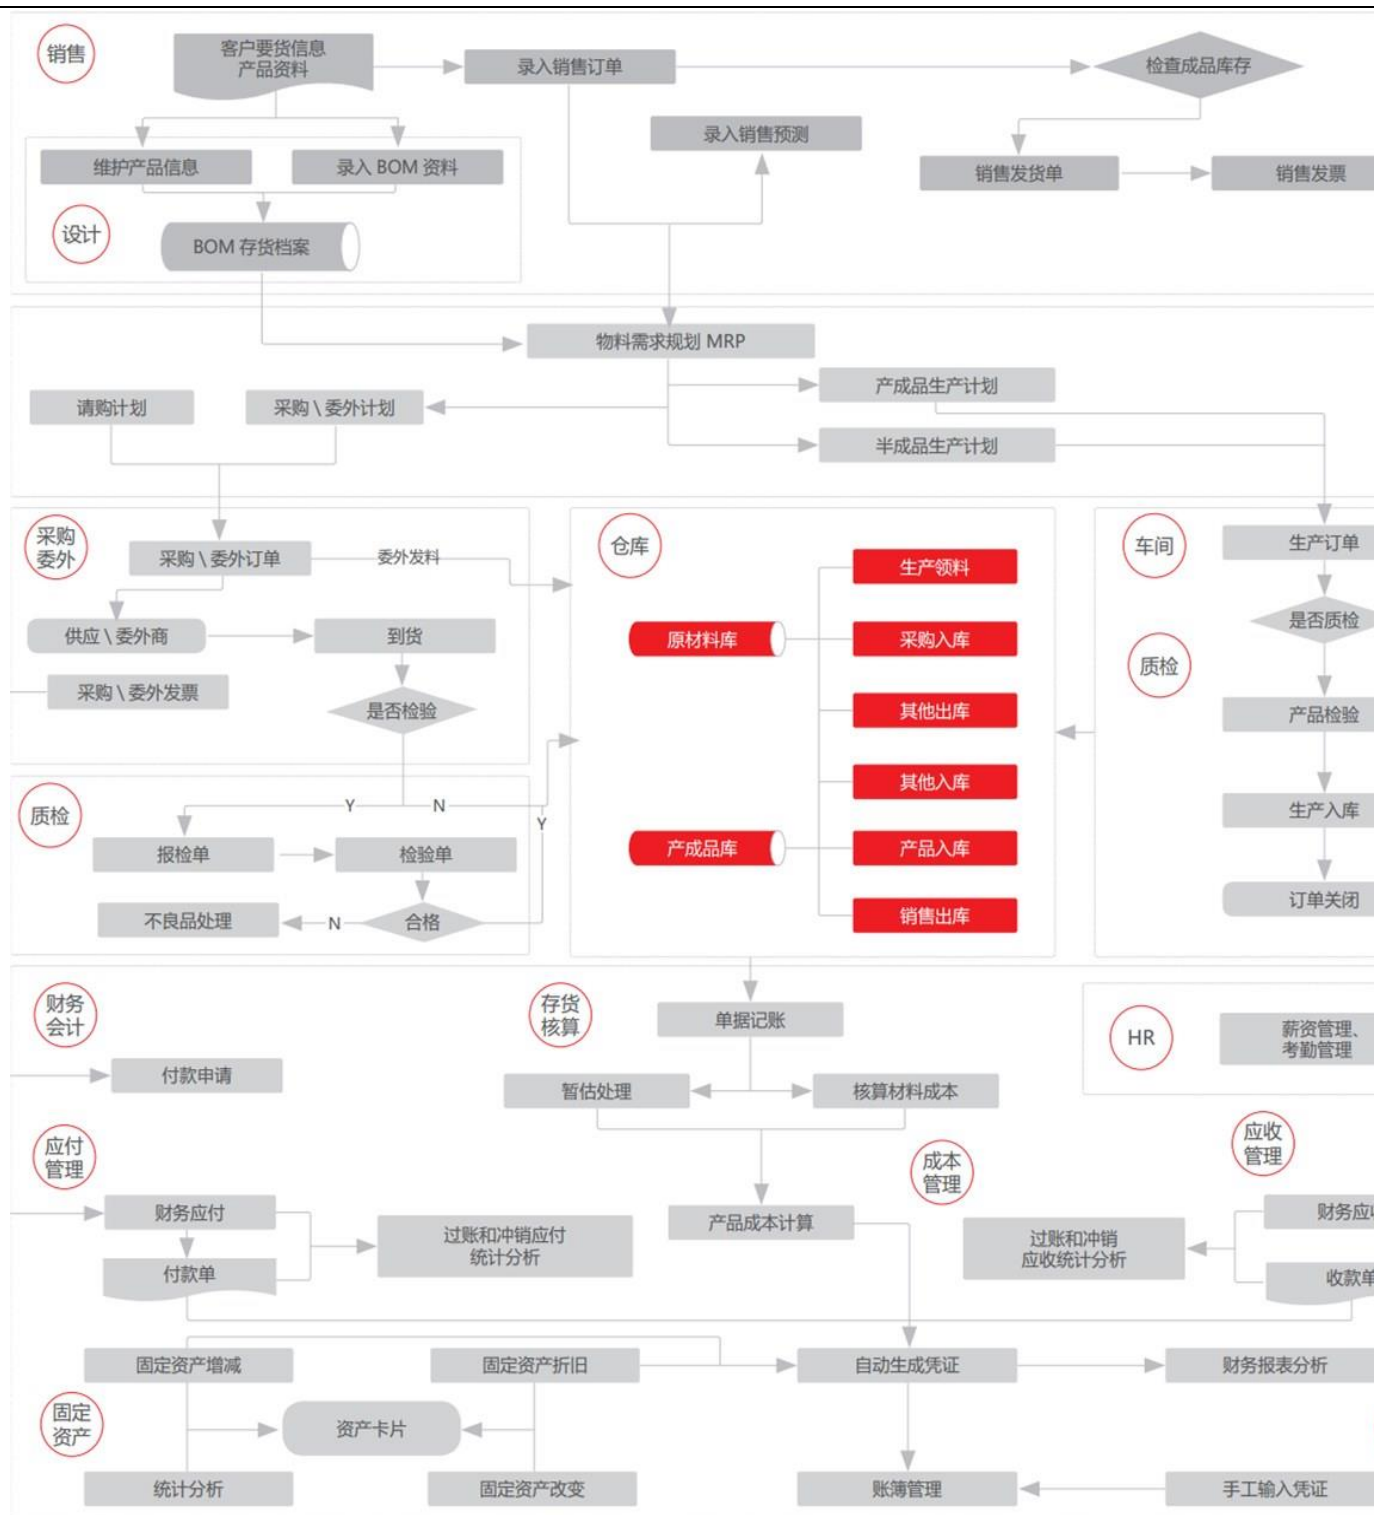 销售
客户要货信息
产品资料
录入销售订单
检查成品库存
录入销售预测
维护产品信息
录入 BOM 资料
销售发货单
销售发票
设计
BOM 存货档案
物料需求规划 MRP
产成品生产计划
请购计划
采购 \ 委外计划
半成品生产计划
采购
委外
采购 \ 委外订单
委外发料
仓库
生产领料
车间
生产订单
供应 \ 委外商
到货
原材料库
采购入库
是否质检
质检
采购 \ 委外发票
是否检验
其他出库
产品检验
其他入库
质检
Y
N
Y
生产入库
报检单
检验单
产成品库
产品入库
不良品处理
N
合格
销售出库
订单关闭
财务
会计
存货
核算
单据记账
HR
薪资管理、
考勤管理
付款申请
暂估处理
核算材料成本
应付
管理
成本
管理
应收
管理
财务应付
过账和冲销应付
统计分析
产品成本计算
过账和冲销
应收统计分析
财务应
付款单
收款单
固定资产增减
固定资产折旧
自动生成凭证
财务报表分析
固定
资产
资产卡片
统计分析
固定资产改变
账簿管理
手工输入凭证